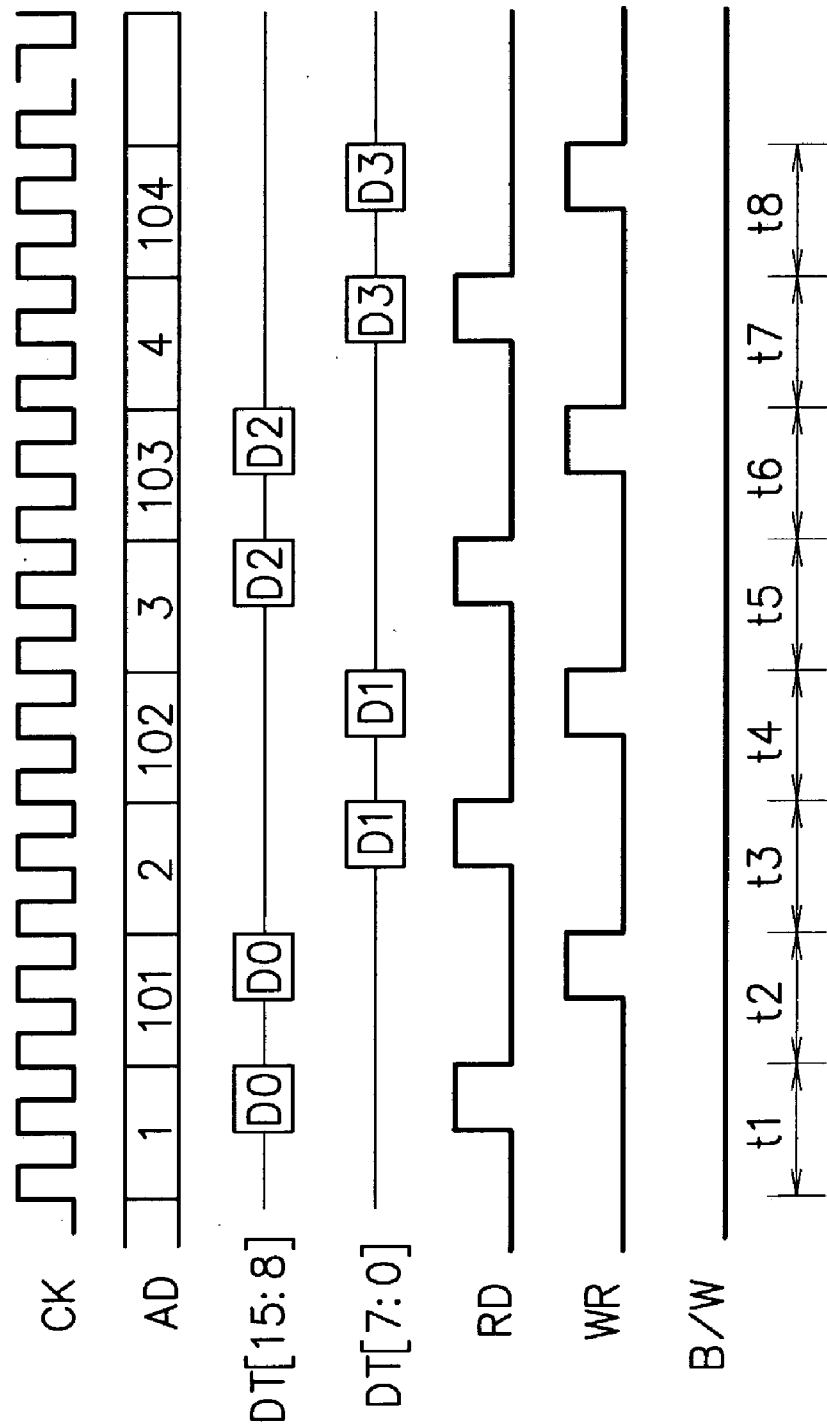 CK
AD 1 101 2 102 3 103 4 104
DT[15:8] D0 D0 D2 D2
DT[7:0] D1 D1 D3 D3
RD
WR
B/W
t1 t2 t3 t4 t5 t6 t7 t8